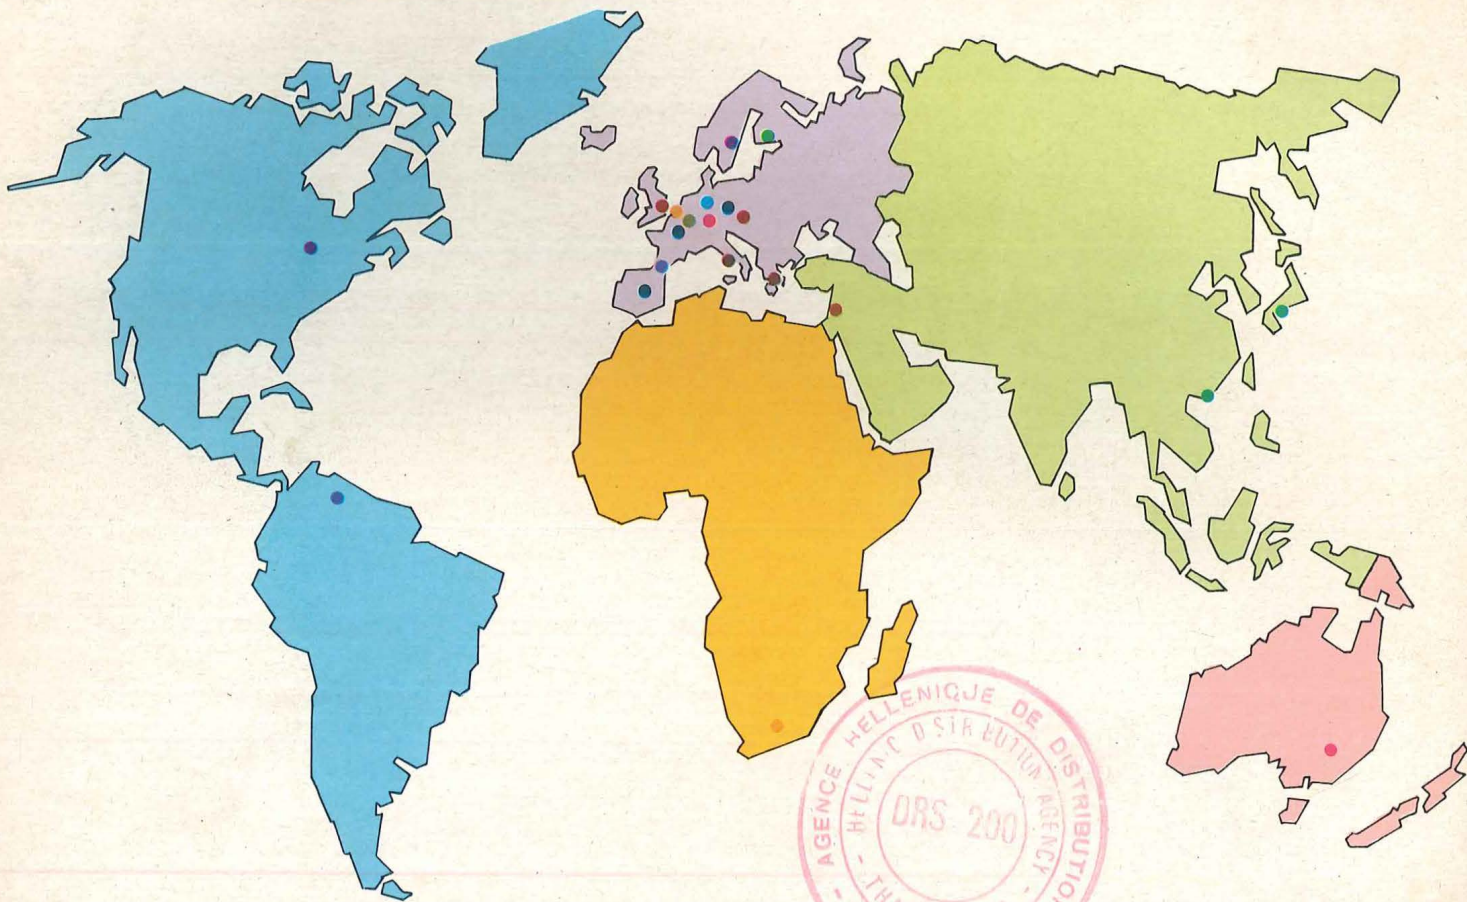 - AGENCE HELLENIQUE DE DISTRIBUTION
HELLENIC DISTRIBUTION AGENCY -
DRS 200